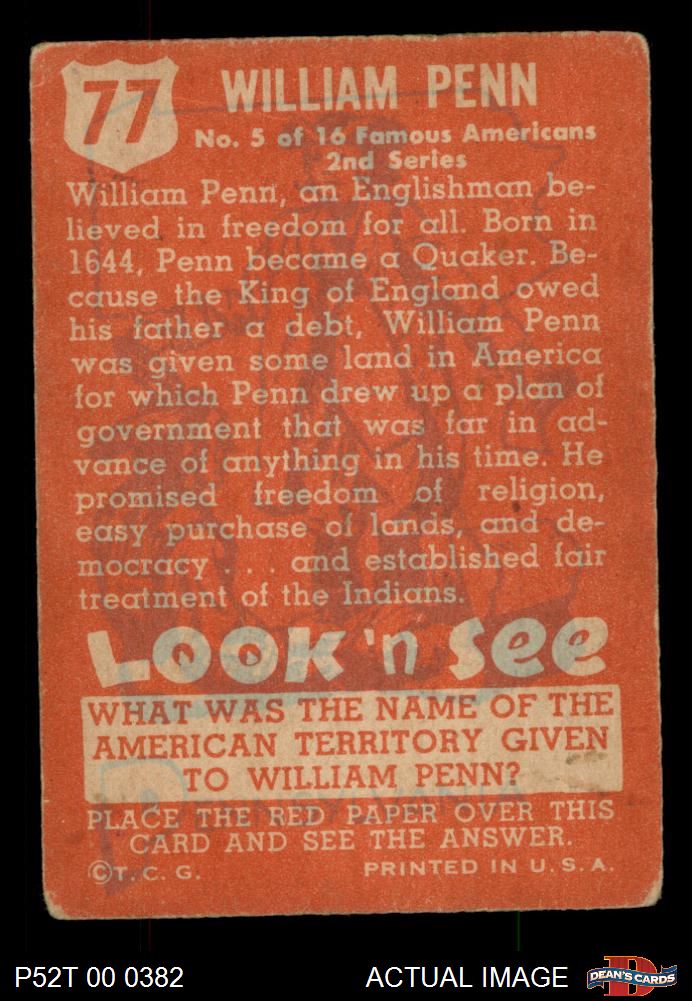 77
WILLIAM PENN
No. 5 of 16 Famous Americans
2nd Series
William Penn, an Englishman be-
lieved in freedom for all. Born in
1644, Penn became a Quaker. Be-
cause the King of England owed
his father a debt, William Penn
was given some land in America
for which Penn drew up a plan of
government that was far in ad-
vance of anything in his time. He
promised freedom of religion,
easy purchase of lands, and de-
mocracy . . . and established fair
treatment of the Indians.
LOOK 'n SEE
WHAT WAS THE NAME OF THE
AMERICAN TERRITORY GIVEN
TO WILLIAM PENN?
PLACE THE RED PAPER OVER THIS
CARD AND SEE THE ANSWER.
©T. C. G. PRINTED IN U. S. A.
P52T 00 0382 ACTUAL IMAGE D DEAN'S CARDS